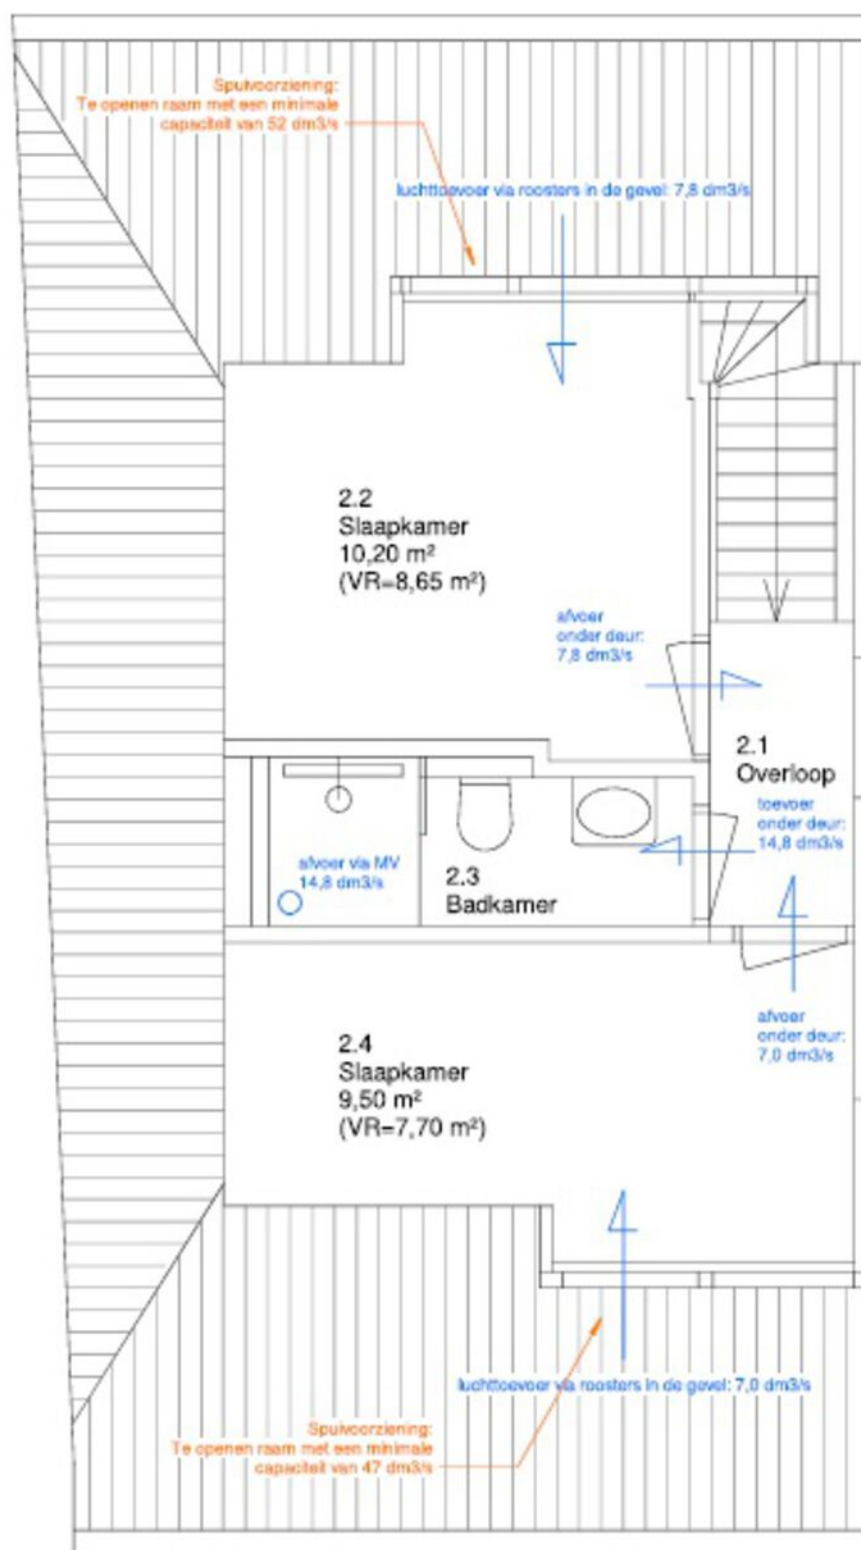 Spuivoorziening:
Te openen raam met een minimale
capaciteit van 52 dm3/s
luchttoevoer via roosters in de gevel: 7,8 dm3/s
2.2
Slaapkamer
10,20 m²
(VR=8,65 m²)
afvoer
onder deur:
7,8 dm3/s
2.1
Overloop
toevoer
onder deur:
14,8 dm3/s
afvoer via MV
14,8 dm3/s
2.3
Badkamer
afvoer
onder deur:
7,0 dm3/s
2.4
Slaapkamer
9,50 m²
(VR=7,70 m²)
luchttoevoer via roosters in de gevel: 7,0 dm3/s
Spuivoorziening:
Te openen raam met een minimale
capaciteit van 47 dm3/s